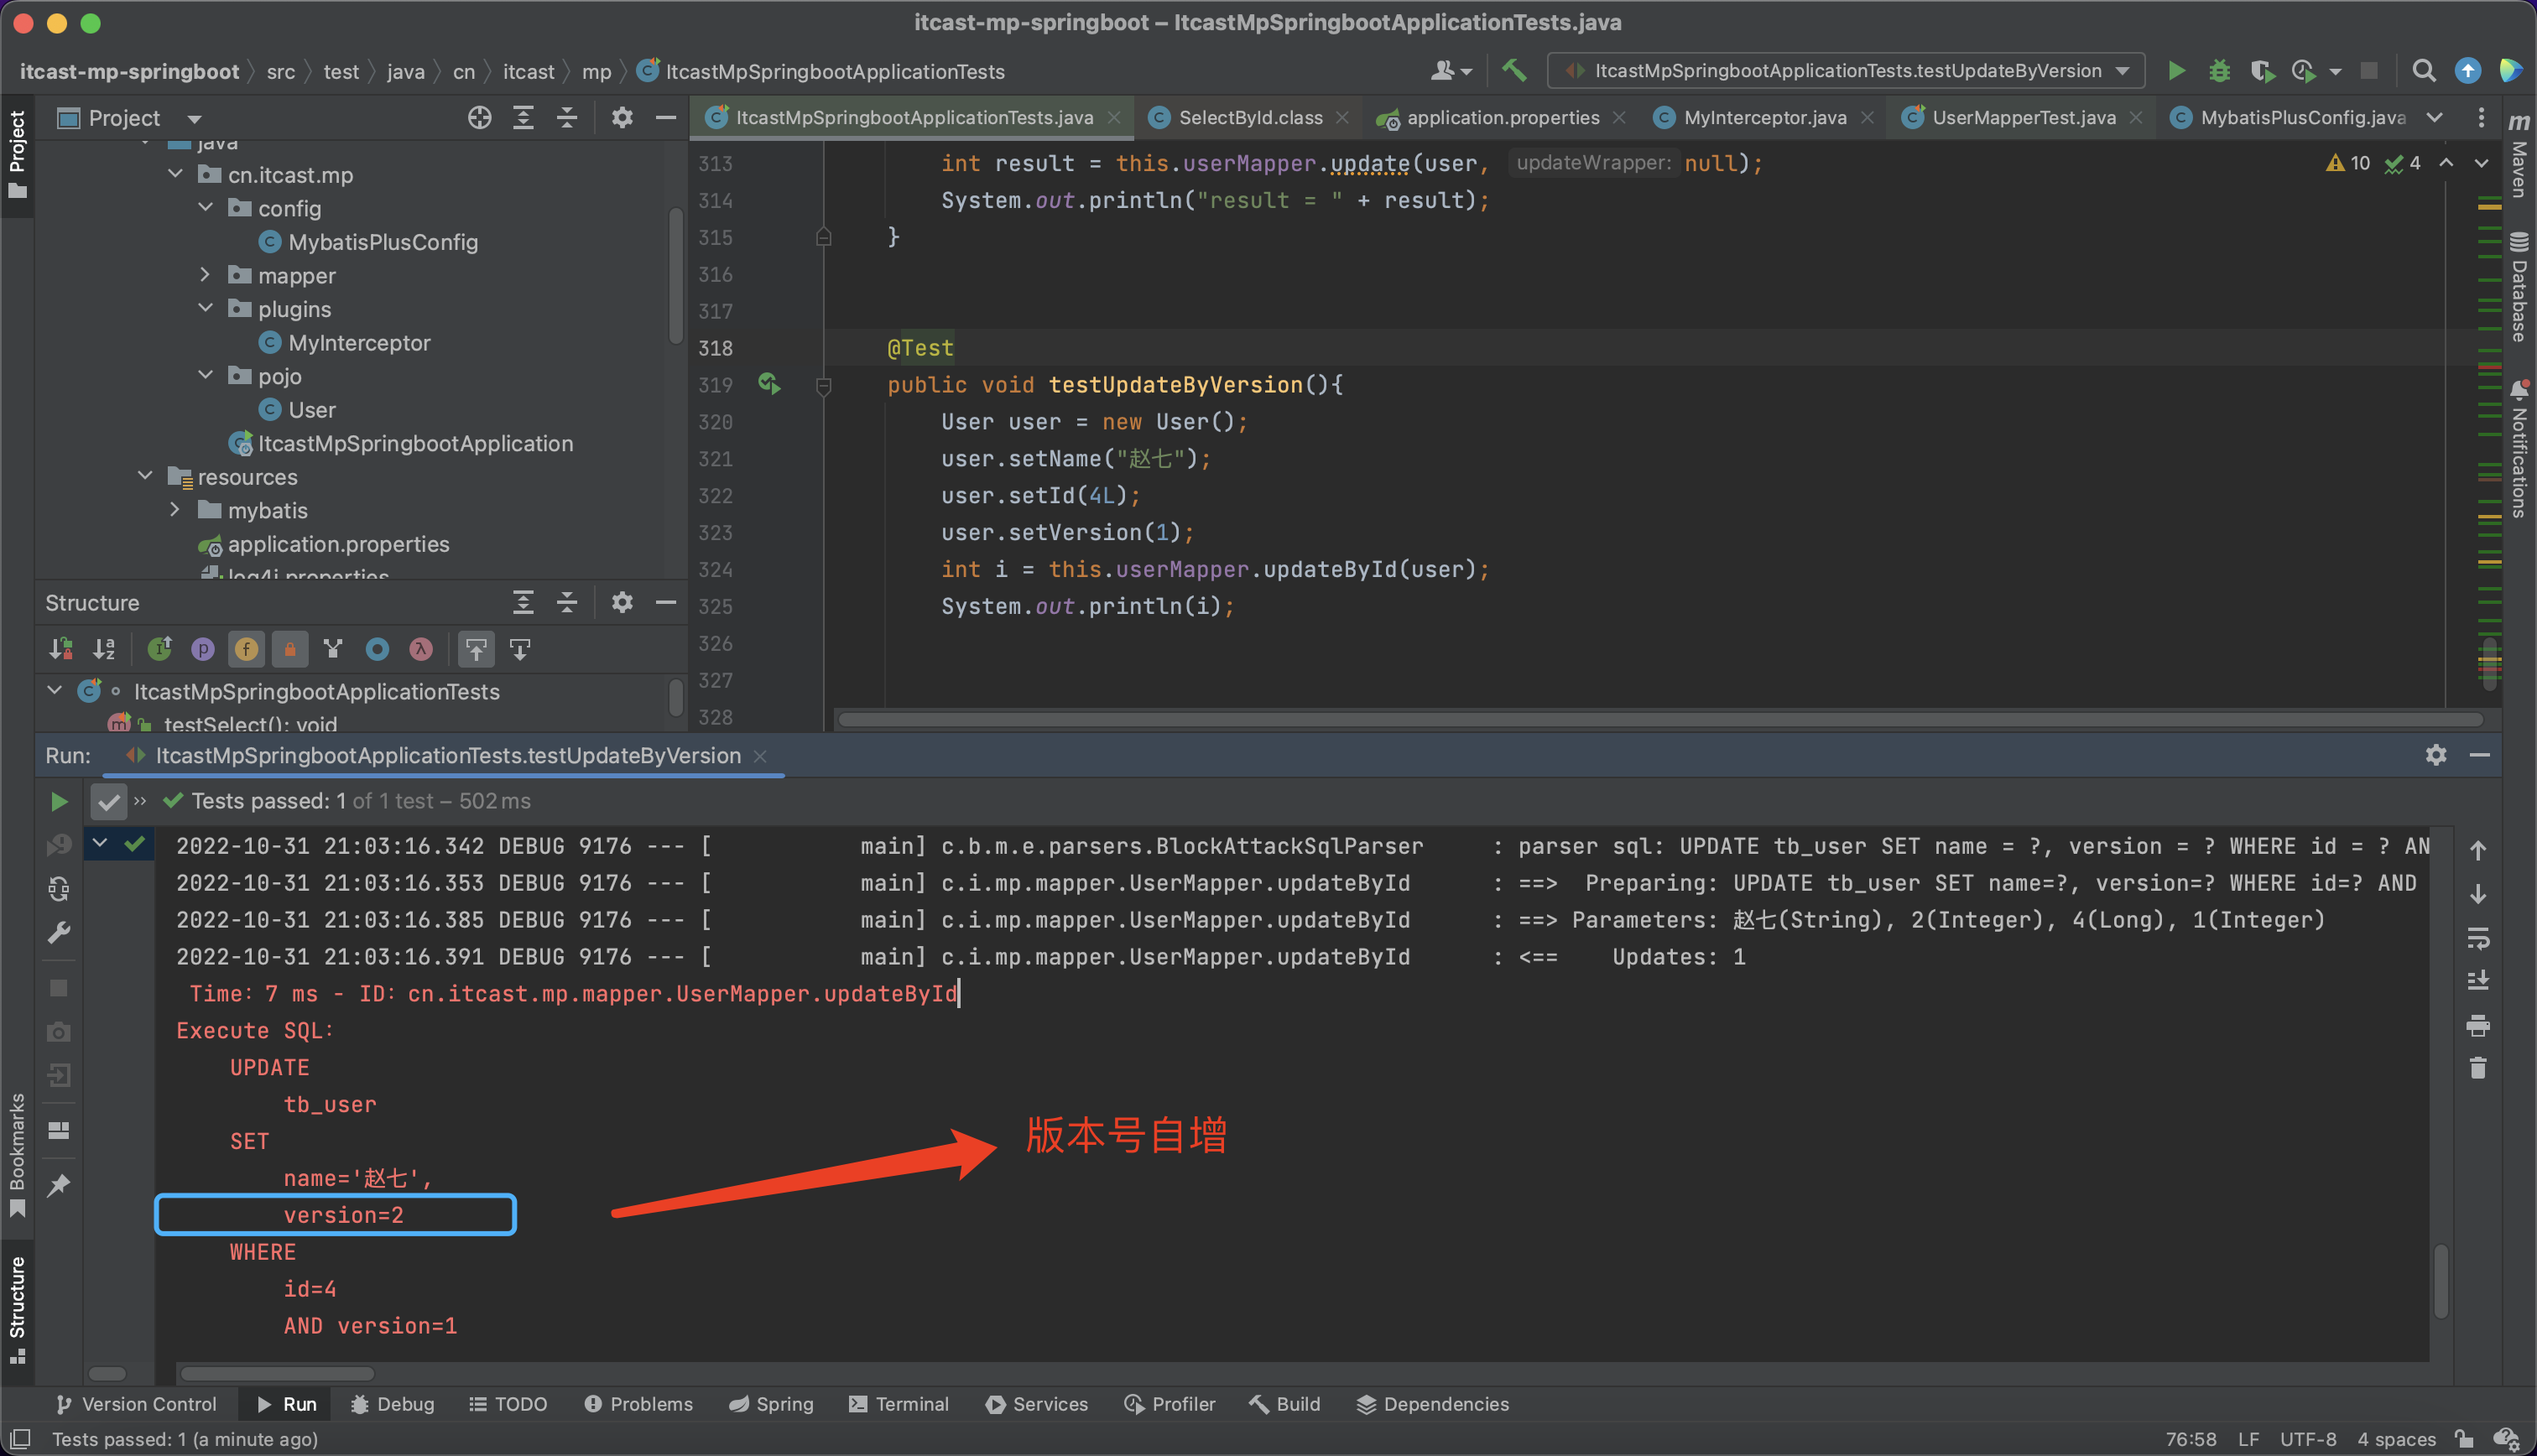 itcast-mp-springboot – ItcastMpSpringbootApplicationTests.java
itcast-mp-springboot src test java cn itcast mp ItcastMpSpringbootApplicationTests
ItcastMpSpringbootApplicationTests.testUpdateByVersion
Project
ItcastMpSpringbootApplicationTests.java
SelectById.class
application.properties
MyInterceptor.java
UserMapperTest.java
MybatisPlusConfig.java
Project
java
cn.itcast.mp
config
MybatisPlusConfig
mapper
plugins
MyInterceptor
pojo
User
ItcastMpSpringbootApplication
resources
mybatis
application.properties
log4j.properties
Structure
ItcastMpSpringbootApplicationTests
testSelect(): void
10 4
313 int result = this.userMapper.update(user, updateWrapper: null);
314 System.out.println("result = " + result);
315 }
316
317
318 @Test
319 public void testUpdateByVersion(){
320 User user = new User();
321 user.setName("赵七");
322 user.setId(4L);
323 user.setVersion(1);
324 int i = this.userMapper.updateById(user);
325 System.out.println(i);
326
327
328
Maven
Database
Notifications
Run: ItcastMpSpringbootApplicationTests.testUpdateByVersion
Tests passed: 1 of 1 test – 502 ms
2022-10-31 21:03:16.342 DEBUG 9176 --- [ main] c.b.m.e.parsers.BlockAttackSqlParser : parser sql: UPDATE tb_user SET name = ?, version = ? WHERE id = ? AN
2022-10-31 21:03:16.353 DEBUG 9176 --- [ main] c.i.mp.mapper.UserMapper.updateById : ==> Preparing: UPDATE tb_user SET name=?, version=? WHERE id=? AND
2022-10-31 21:03:16.385 DEBUG 9176 --- [ main] c.i.mp.mapper.UserMapper.updateById : ==> Parameters: 赵七(String), 2(Integer), 4(Long), 1(Integer)
2022-10-31 21:03:16.391 DEBUG 9176 --- [ main] c.i.mp.mapper.UserMapper.updateById : <== Updates: 1
Time：7 ms - ID：cn.itcast.mp.mapper.UserMapper.updateById
Execute SQL：
UPDATE
tb_user
SET
name='赵七',
version=2
WHERE
id=4
AND version=1
版本号自增
Bookmarks
Structure
Version Control Run Debug TODO Problems Spring Terminal Services Profiler Build Dependencies
Tests passed: 1 (a minute ago)
76:58 LF UTF-8 4 spaces